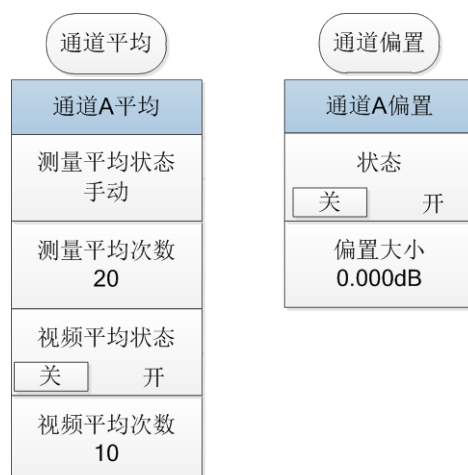 通道平均
通道A平均
测量平均状态
手动
测量平均次数
20
视频平均状态
关 开
视频平均次数
10
通道偏置
通道A偏置
状态
关 开
偏置大小
0.000dB